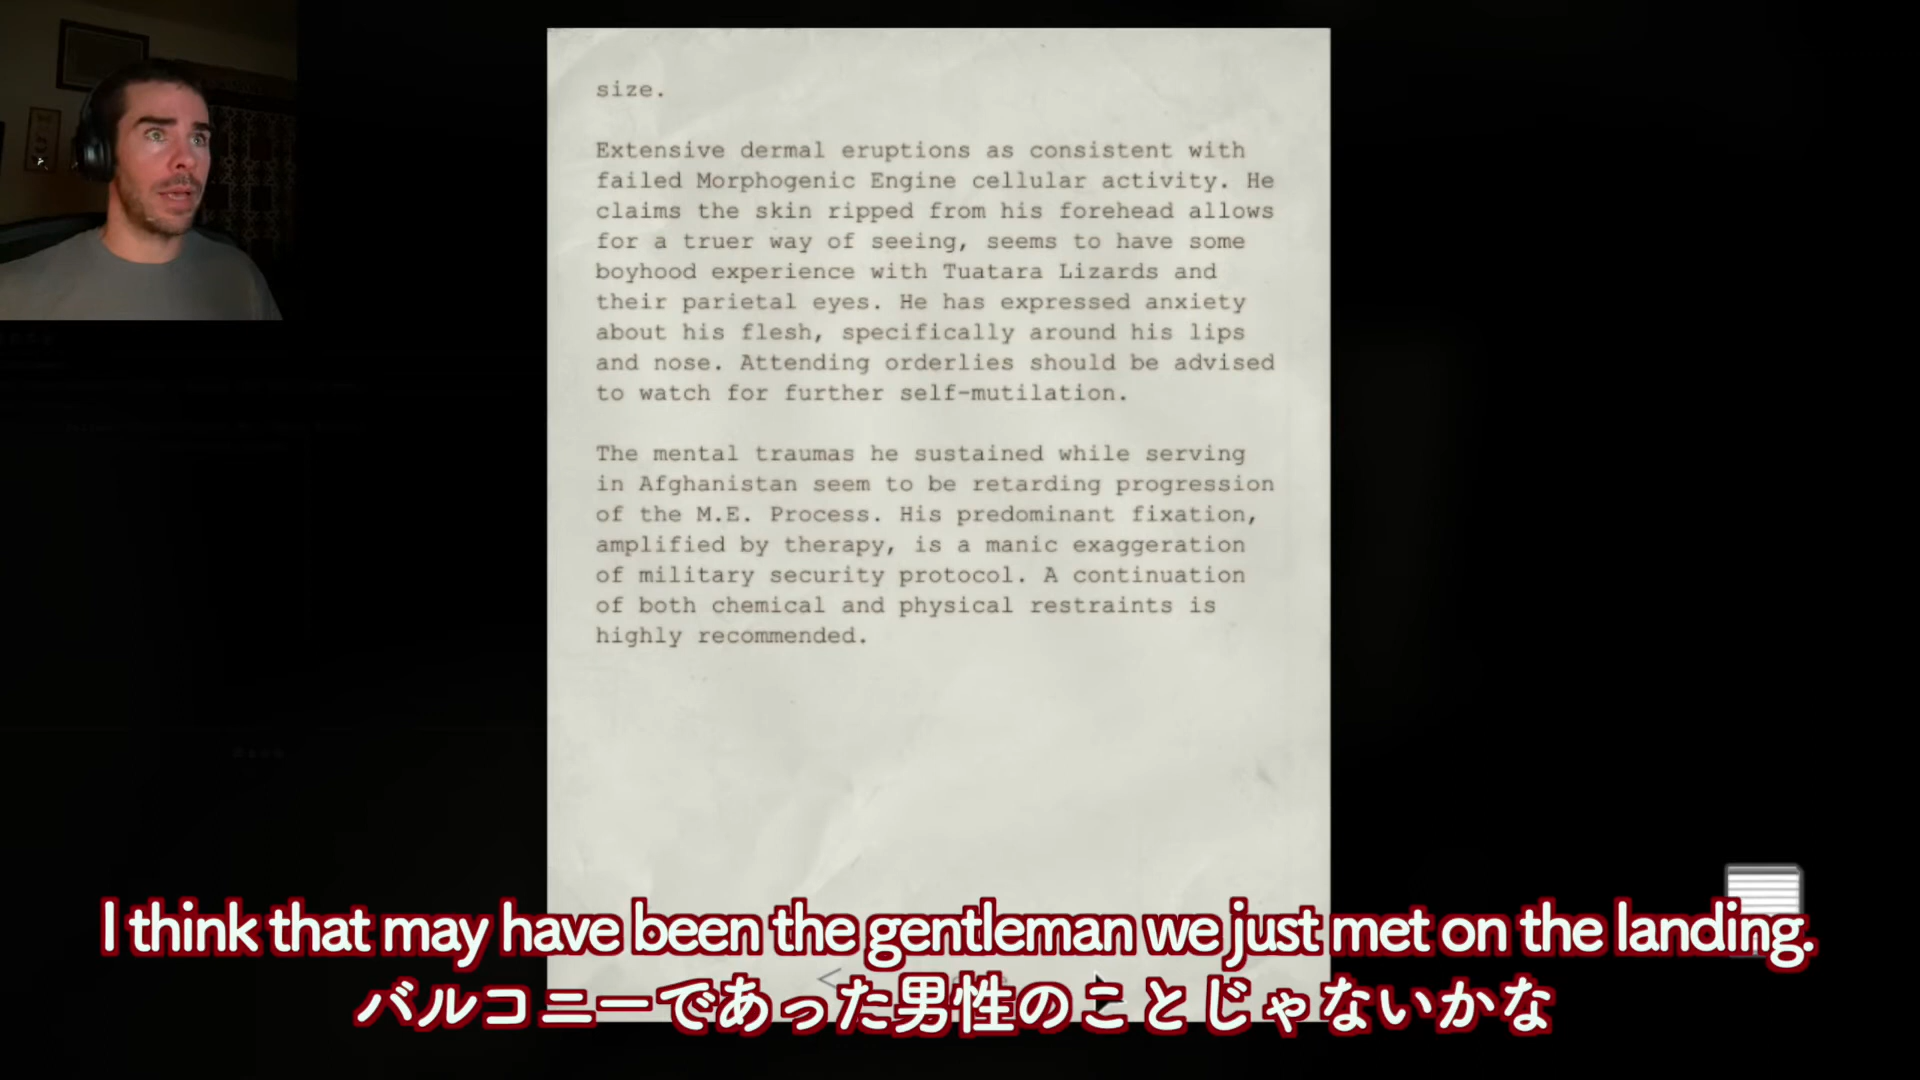 size.
Extensive dermal eruptions as consistent with
failed Morphogenic Engine cellular activity. He
claims the skin ripped from his forehead allows
for a truer way of seeing, seems to have some
boyhood experience with Tuatara Lizards and
their parietal eyes. He has expressed anxiety
about his flesh, specifically around his lips
and nose. Attending orderlies should be advised
to watch for further self-mutilation.
The mental traumas he sustained while serving
in Afghanistan seem to be retarding progression
of the M.E. Process. His predominant fixation,
amplified by therapy, is a manic exaggeration
of military security protocol. A continuation
of both chemical and physical restraints is
highly recommended.
I think that may have been the gentleman we just met on the landing.
バルコニーであった男性のことじゃないかな